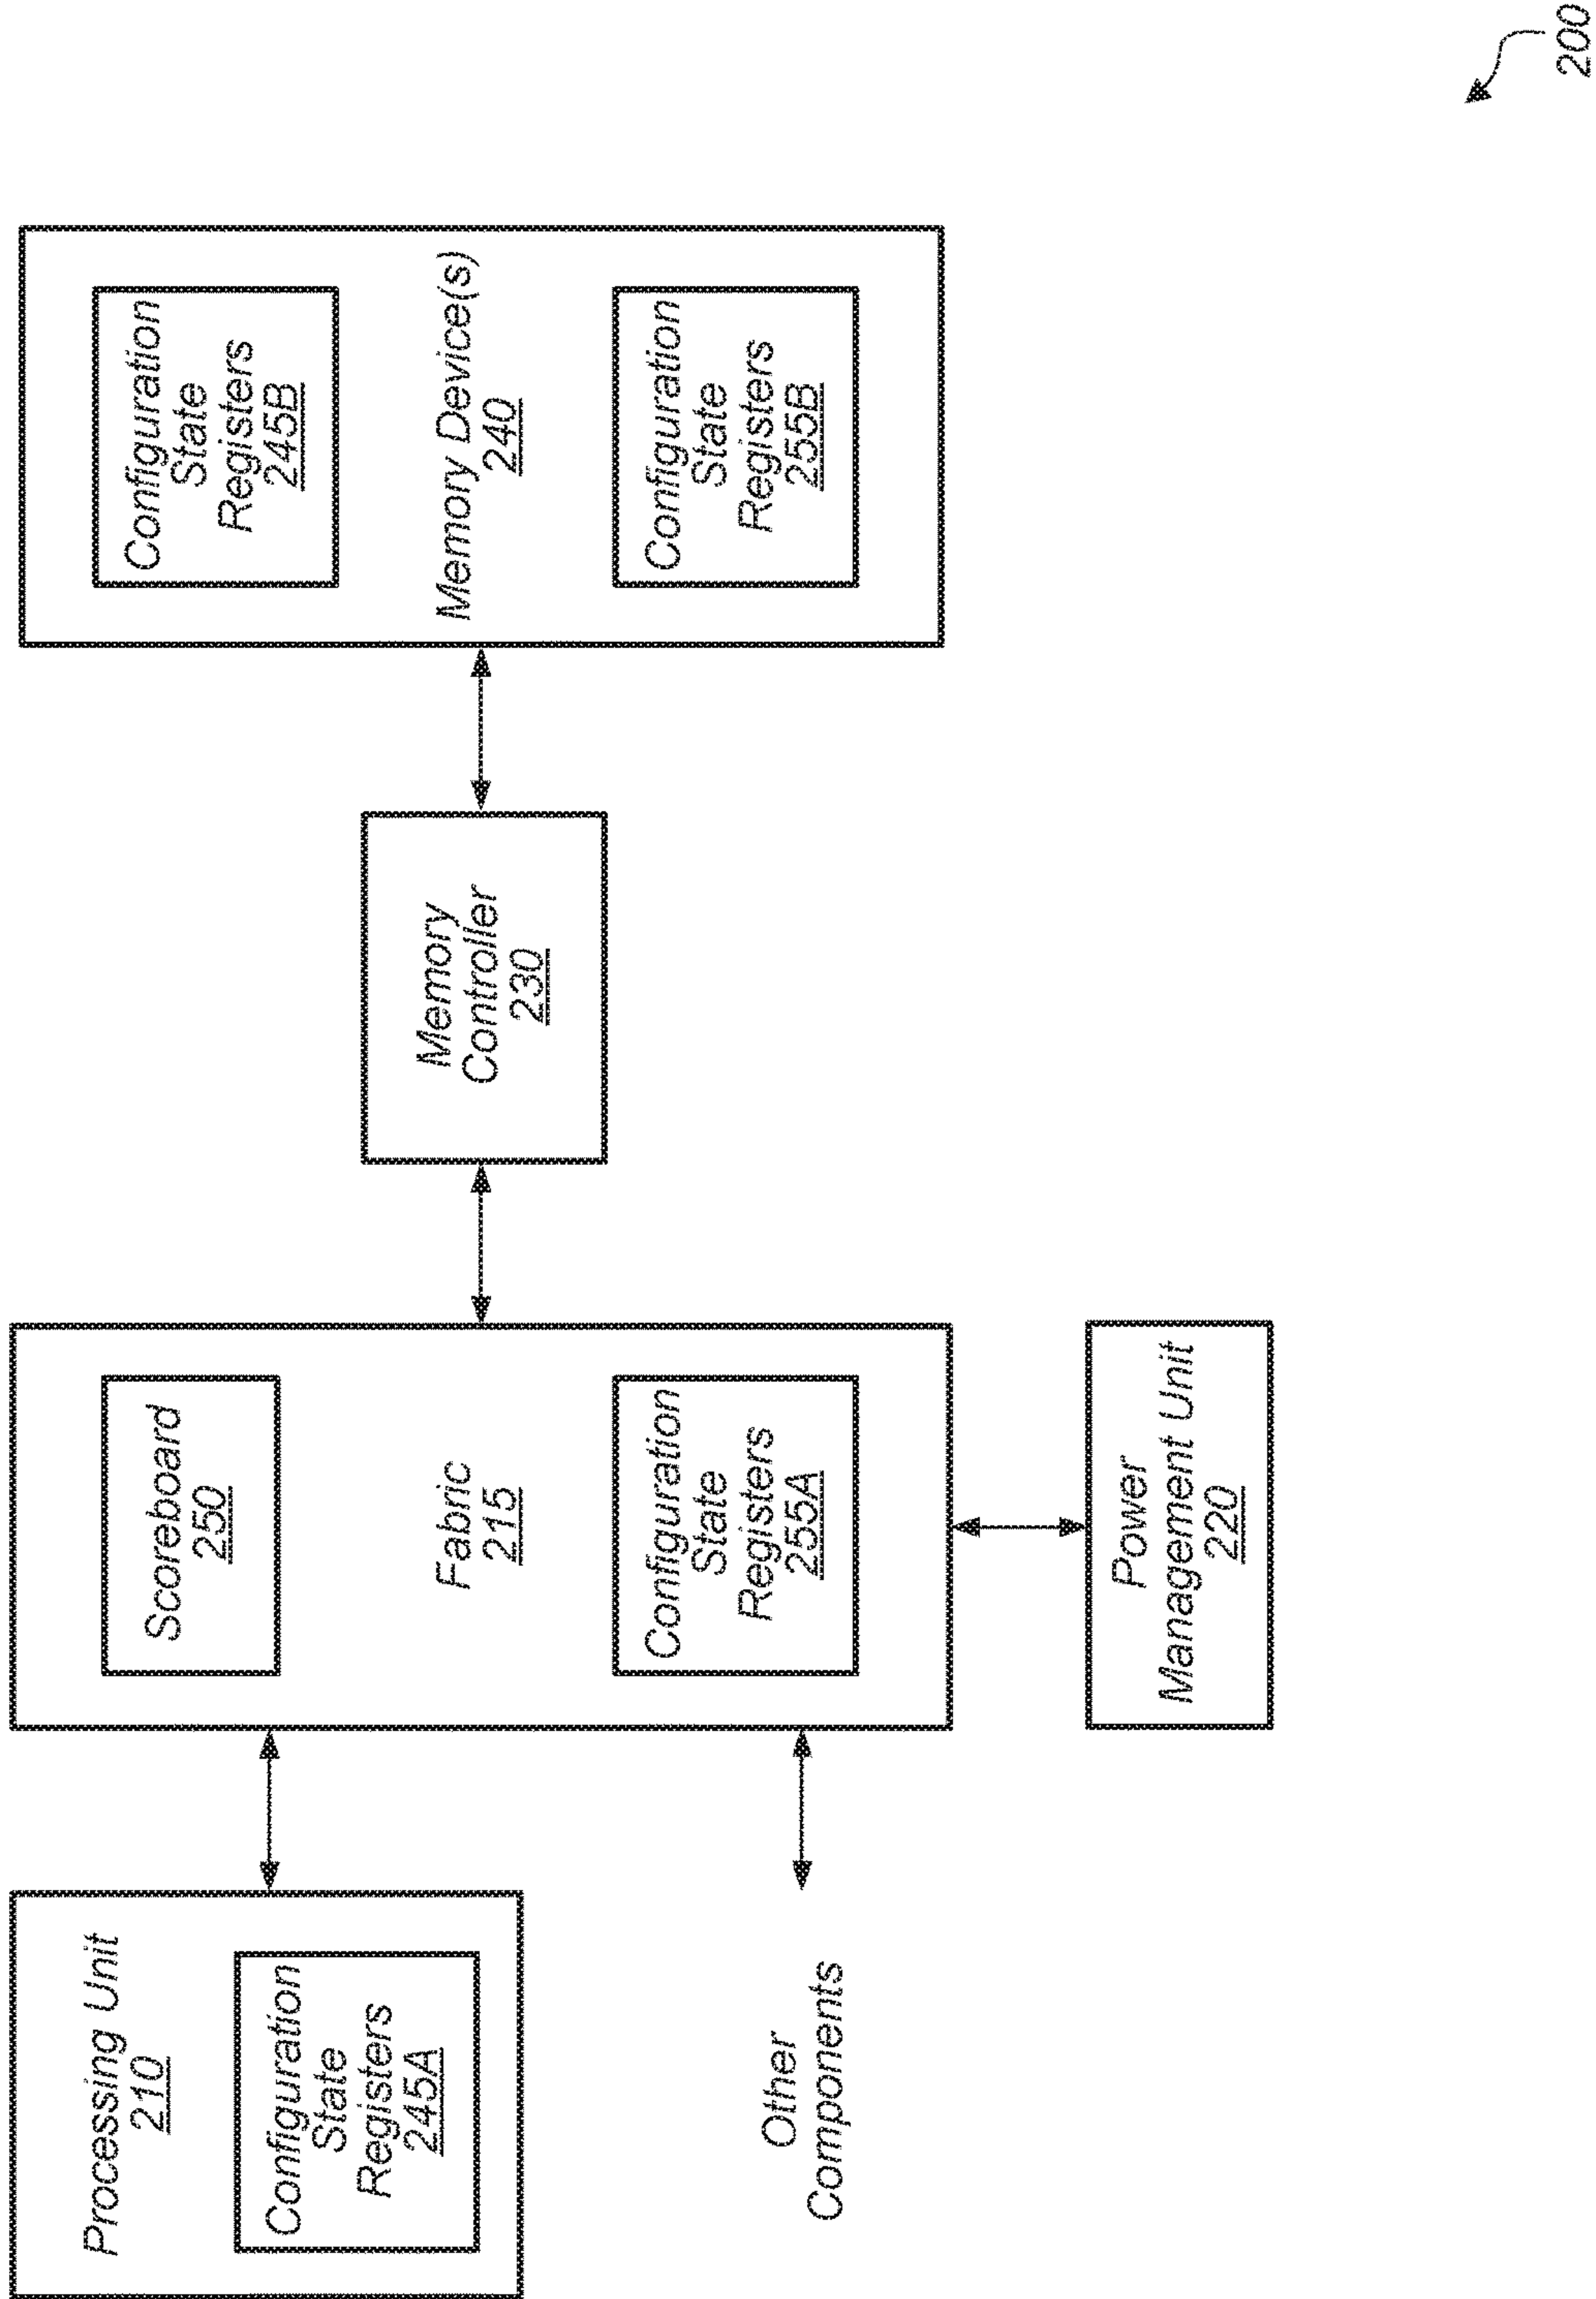 Processing Unit
210
Configuration
State
Registers
245A
Other
Components
Scoreboard
250
Fabric
215
Configuration
State
Registers
255A
Power
Management Unit
220
Memory
Controller
230
Configuration
State
Registers
245B
Memory Device(s)
240
Configuration
State
Registers
255B
200